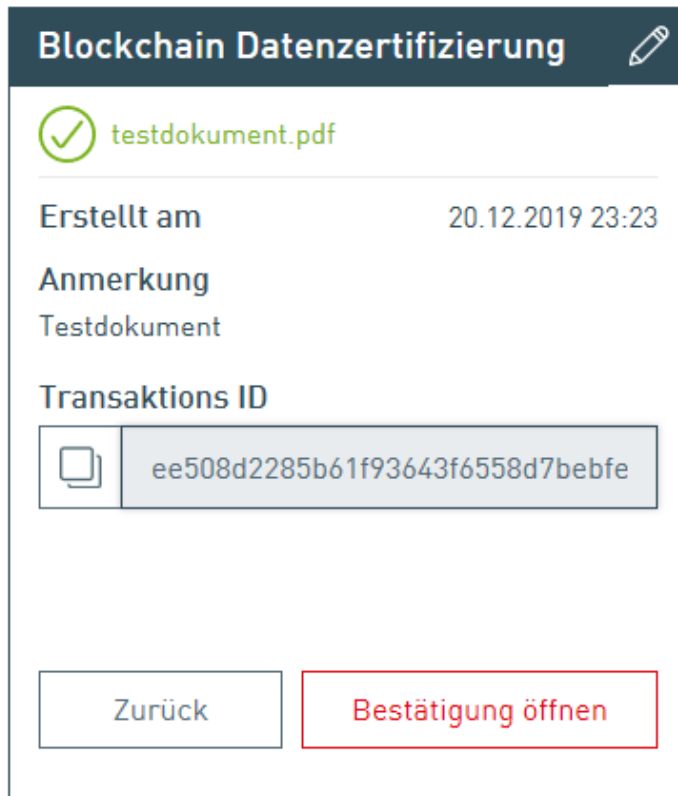 Blockchain Datenzertifizierung
testdokument.pdf
Erstellt am 20.12.2019 23:23
Anmerkung
Testdokument
Transaktions ID
ee508d2285b61f93643f6558d7bebfe
Zurück Bestätigung öffnen